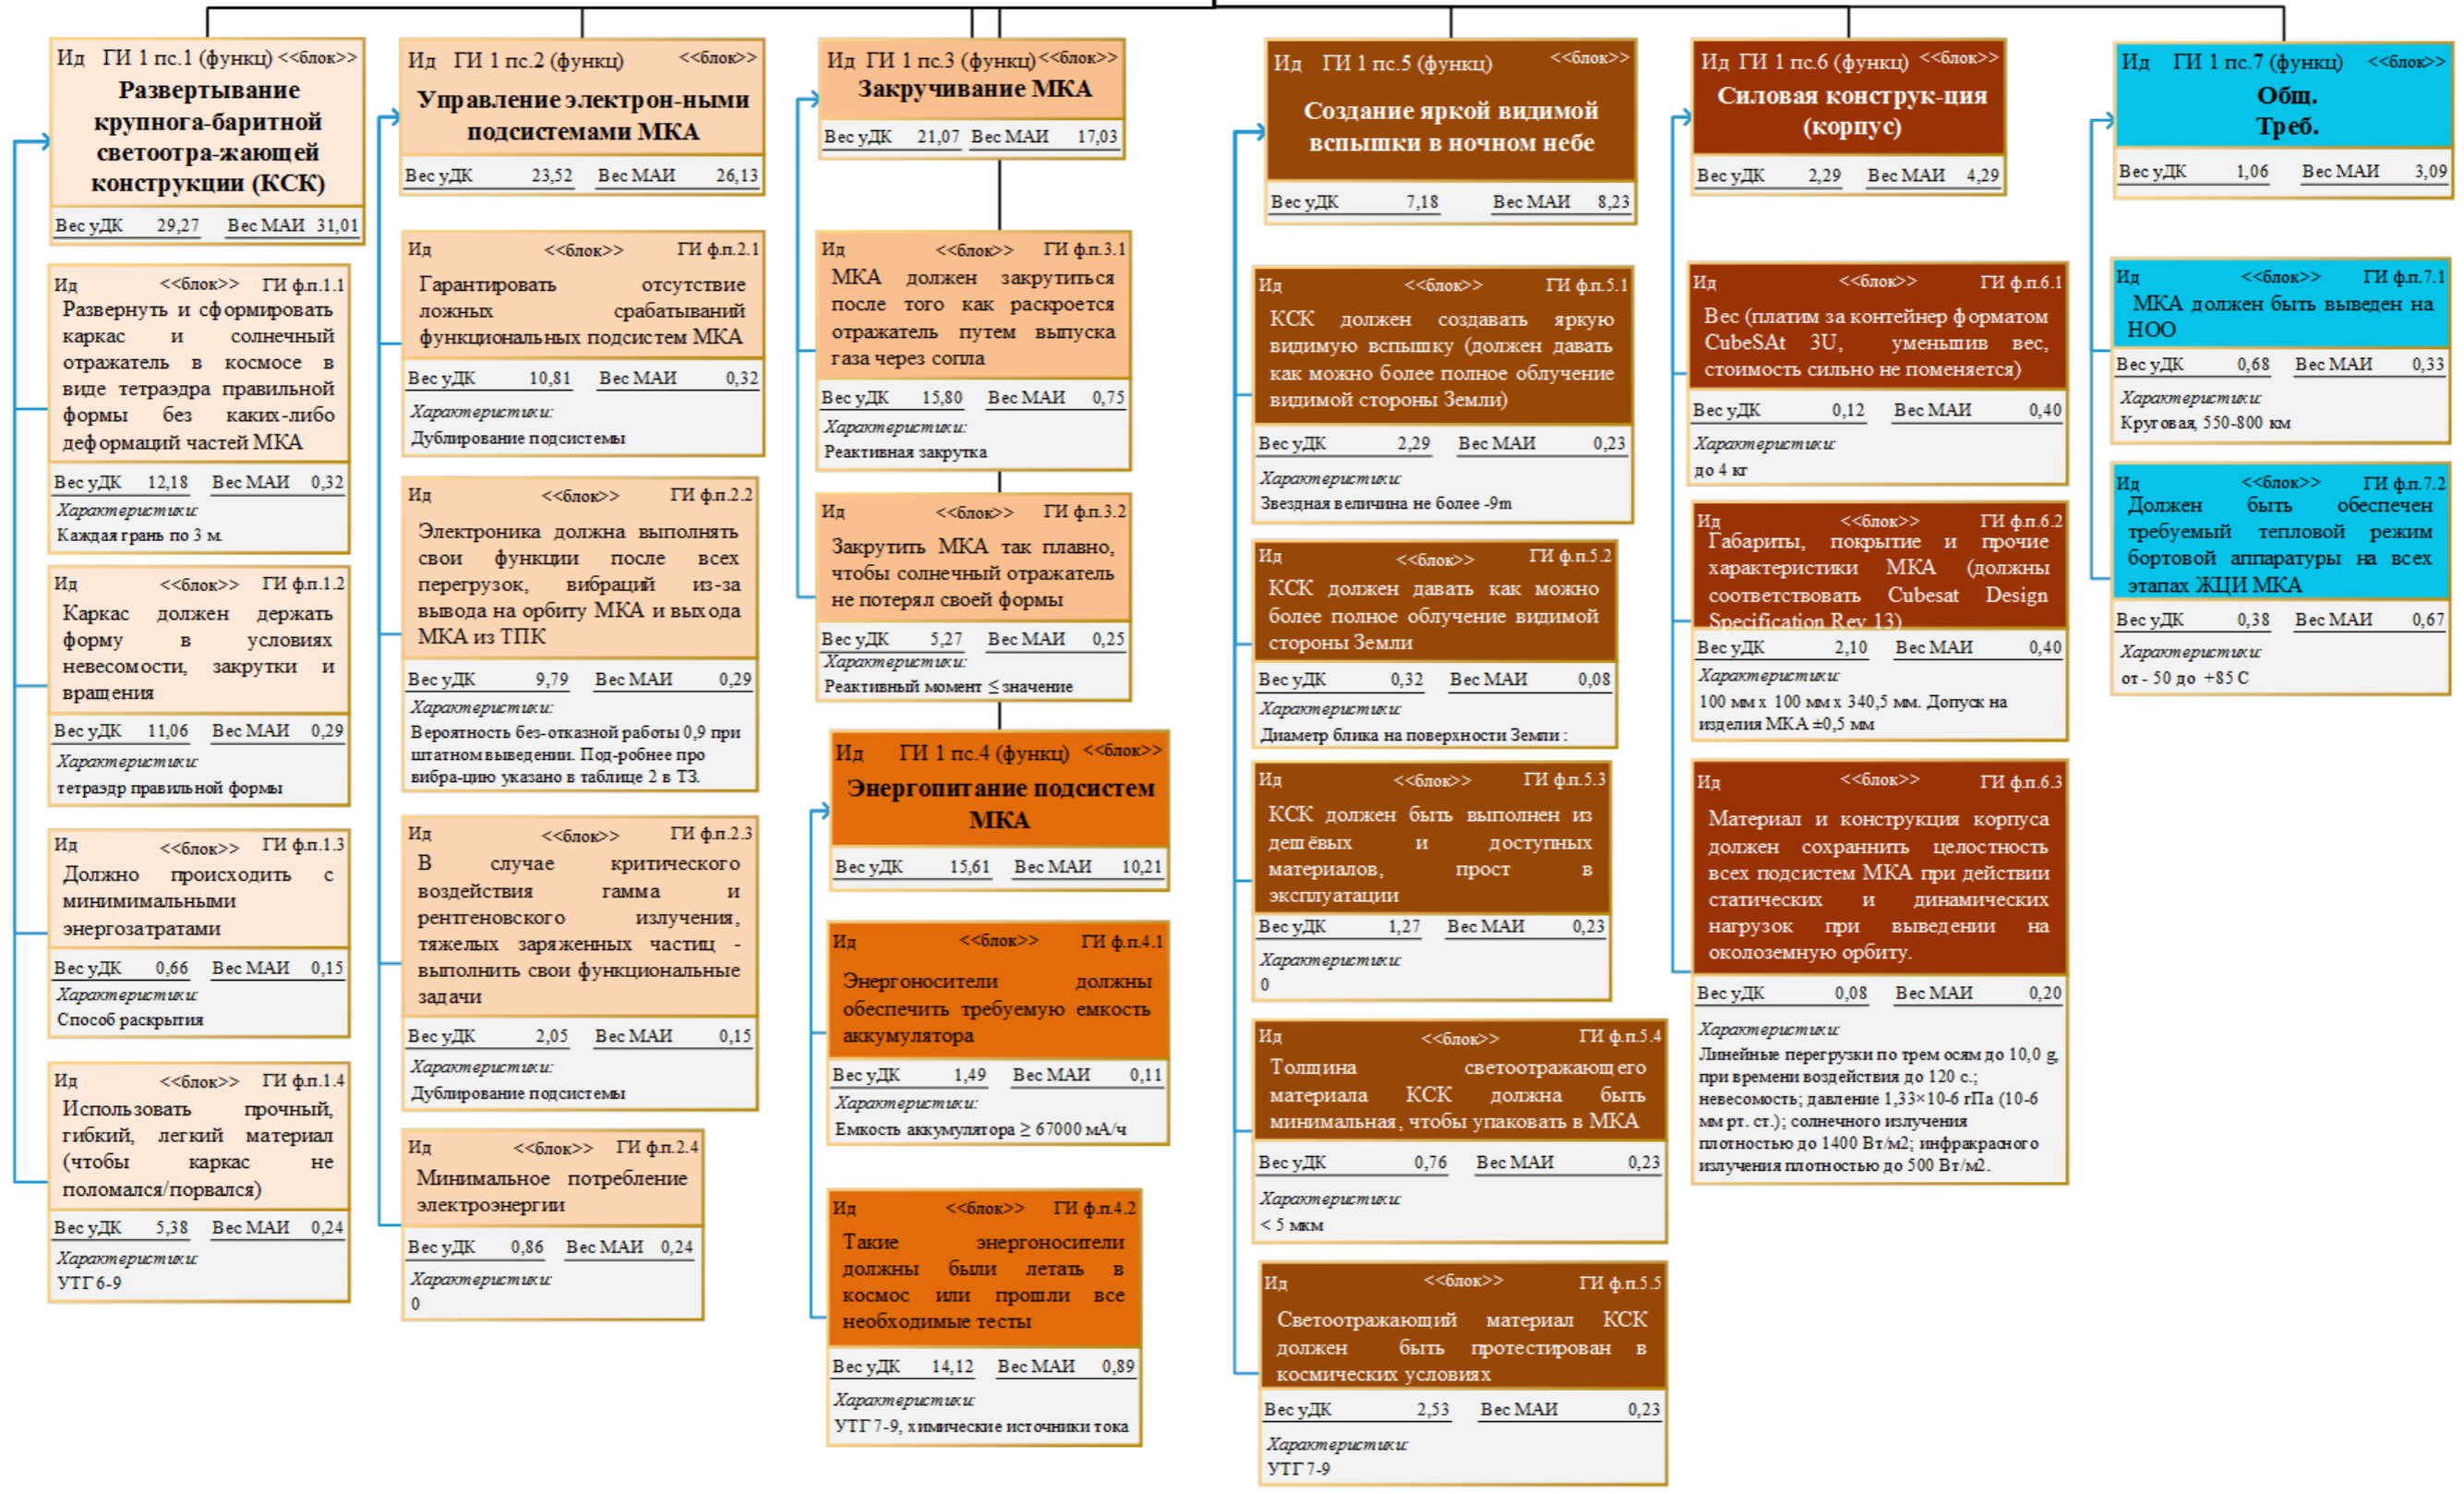 Ид ГИ 1 пс.1 (функц) <<блок>>
Развертывание
крупнога-баритной
светоотра-жающей
конструкции (КСК)
Вес уДК 29,27 Вес МАИ 31,01
Ид <<блок>> ГИ ф.п.1.1
Развернуть и сформировать
каркас и солнечный
отражатель в космосе в
виде тетраэдра правильной
формы без каких-либо
деформаций частей МКА
Вес уДК 12,18 Вес МАИ 0,32
Характеристики:
Каждая грань по 3 м.
Ид <<блок>> ГИ ф.п.1.2
Каркас должен держать
форму в условиях
невесомости, закрутки и
вращения
Вес уДК 11,06 Вес МАИ 0,29
Характеристики:
тетраэдр правильной формы
Ид <<блок>> ГИ ф.п.1.3
Должно происходить с
минимимальными
энергозатратами
Вес уДК 0,66 Вес МАИ 0,15
Характеристики:
Способ раскрытия
Ид <<блок>> ГИ ф.п.1.4
Использовать прочный,
гибкий, легкий материал
(чтобы каркас не
поломался/порвался)
Вес уДК 5,38 Вес МАИ 0,24
Характеристики:
УТГ 6-9
Ид ГИ 1 пс.2 (функц) <<блок>>
Управление электрон-ными
подсистемами МКА
Вес уДК 23,52 Вес МАИ 26,13
Ид <<блок>> ГИ ф.п.2.1
Гарантировать отсутствие
ложных срабатываний
функциональных подсистем МКА
Вес уДК 10,81 Вес МАИ 0,32
Характеристики:
Дублирование подсистемы
Ид <<блок>> ГИ ф.п.2.2
Электроника должна выполнять
свои функции после всех
перегрузок, вибраций из-за
вывода на орбиту МКА и выхода
МКА из ТПК
Вес уДК 9,79 Вес МАИ 0,29
Характеристики:
Вероятность без-отказной работы 0,9 при
штатном выведении. Под-робнее про
вибра-цию указано в таблице 2 в ТЗ.
Ид <<блок>> ГИ ф.п.2.3
В случае критического
воздействия гамма и
рентгеновского излучения,
тяжелых заряженных частиц -
выполнить свои функциональные
задачи
Вес уДК 2,05 Вес МАИ 0,15
Характеристики:
Дублирование подсистемы
Ид <<блок>> ГИ ф.п.2.4
Минимальное потребление
электроэнергии
Вес уДК 0,86 Вес МАИ 0,24
Характеристики:
0
Ид ГИ 1 пс.3 (функц) <<блок>>
Закручивание МКА
Вес уДК 21,07 Вес МАИ 17,03
Ид <<блок>> ГИ ф.п.3.1
МКА должен закрутиться
после того как раскроется
отражатель путем выпуска
газа через сопла
Вес уДК 15,80 Вес МАИ 0,75
Характеристики:
Реактивная закрутка
Ид <<блок>> ГИ ф.п.3.2
Закрутить МКА так плавно,
чтобы солнечный отражатель
не потерял своей формы
Вес уДК 5,27 Вес МАИ 0,25
Характеристики:
Реактивный момент ≤ значение
Ид ГИ 1 пс.4 (функц) <<блок>>
Энергопитание подсистем
МКА
Вес уДК 15,61 Вес МАИ 10,21
Ид <<блок>> ГИ ф.п.4.1
Энергоносители должны
обеспечить требуемую емкость
аккумулятора
Вес уДК 1,49 Вес МАИ 0,11
Характеристики:
Емкость аккумулятора ≥ 67000 мА/ч
Ид <<блок>> ГИ ф.п.4.2
Такие энергоносители
должны были летать в
космос или прошли все
необходимые тесты
Вес уДК 14,12 Вес МАИ 0,89
Характеристики:
УТГ 7-9, химические источники тока
Ид ГИ 1 пс.5 (функц) <<блок>>
Создание яркой видимой
вспышки в ночном небе
Вес уДК 7,18 Вес МАИ 8,23
Ид <<блок>> ГИ ф.п.5.1
КСК должен создавать яркую
видимую вспышку (должен давать
как можно более полное облучение
видимой стороны Земли)
Вес уДК 2,29 Вес МАИ 0,23
Характеристики:
Звездная величина не более -9m
Ид <<блок>> ГИ ф.п.5.2
КСК должен давать как можно
более полное облучение видимой
стороны Земли
Вес уДК 0,32 Вес МАИ 0,08
Характеристики:
Диаметр блика на поверхности Земли :
Ид <<блок>> ГИ ф.п.5.3
КСК должен быть выполнен из
дешёвых и доступных
материалов, прост в
эксплуатации
Вес уДК 1,27 Вес МАИ 0,23
Характеристики:
0
Ид <<блок>> ГИ ф.п.5.4
Толщина светоотражающего
материала КСК должна быть
минимальная, чтобы упаковать в МКА
Вес уДК 0,76 Вес МАИ 0,23
Характеристики:
< 5 мкм
Ид <<блок>> ГИ ф.п.5.5
Светоотражающий материал КСК
должен быть протестирован в
космических условиях
Вес уДК 2,53 Вес МАИ 0,23
Характеристики:
УТГ 7-9
Ид ГИ 1 пс.6 (функц) <<блок>>
Силовая конструк-ция
(корпус)
Вес уДК 2,29 Вес МАИ 4,29
Ид <<блок>> ГИ ф.п.6.1
Вес (платим за контейнер форматом
CubeSAt 3U, уменьшив вес,
стоимость сильно не поменяется)
Вес уДК 0,12 Вес МАИ 0,40
Характеристики:
до 4 кг
Ид <<блок>> ГИ ф.п.6.2
Габариты, покрытие и прочие
характеристики МКА (должны
соответствовать Cubesat Design
Specification Rev 13)
Вес уДК 2,10 Вес МАИ 0,40
Характеристики:
100 мм х 100 мм х 340,5 мм. Допуск на
изделия МКА ±0,5 мм
Ид <<блок>> ГИ ф.п.6.3
Материал и конструкция корпуса
должен сохраннить целостность
всех подсистем МКА при действии
статических и динамических
нагрузок при выведении на
околоземную орбиту.
Вес уДК 0,08 Вес МАИ 0,20
Характеристики:
Линейные перегрузки по трем осям до 10,0 g,
при времени воздействия до 120 с.;
невесомость; давление 1,33×10-6 гПа (10-6
мм рт. ст.); солнечного излучения
плотностью до 1400 Вт/м2; инфракрасного
излучения плотностью до 500 Вт/м2.
Ид ГИ 1 пс.7 (функц) <<блок>>
Общ.
Треб.
Вес уДК 1,06 Вес МАИ 3,09
Ид <<блок>> ГИ ф.п.7.1
МКА должен быть выведен на
НОО
Вес уДК 0,68 Вес МАИ 0,33
Характеристики:
Круговая, 550-800 км
Ид <<блок>> ГИ ф.п.7.2
Должен быть обеспечен
требуемый тепловой режим
бортовой аппаратуры на всех
этапах ЖЦИ МКА
Вес уДК 0,38 Вес МАИ 0,67
Характеристики:
от - 50 до +85 С